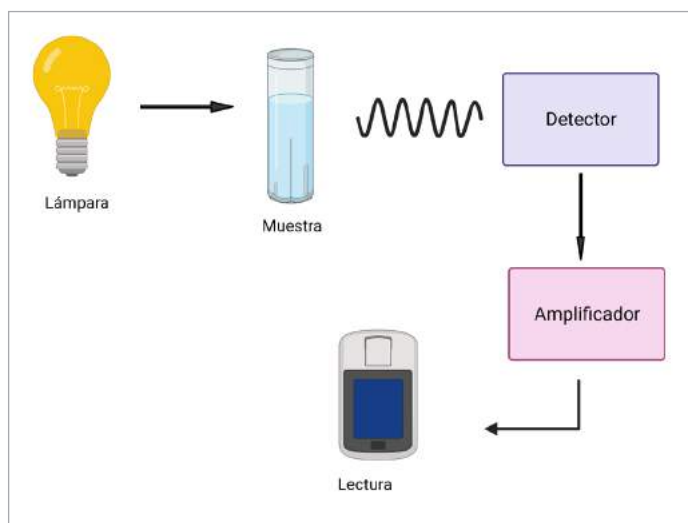 Lámpara
Muestra
Detector
Amplificador
Lectura